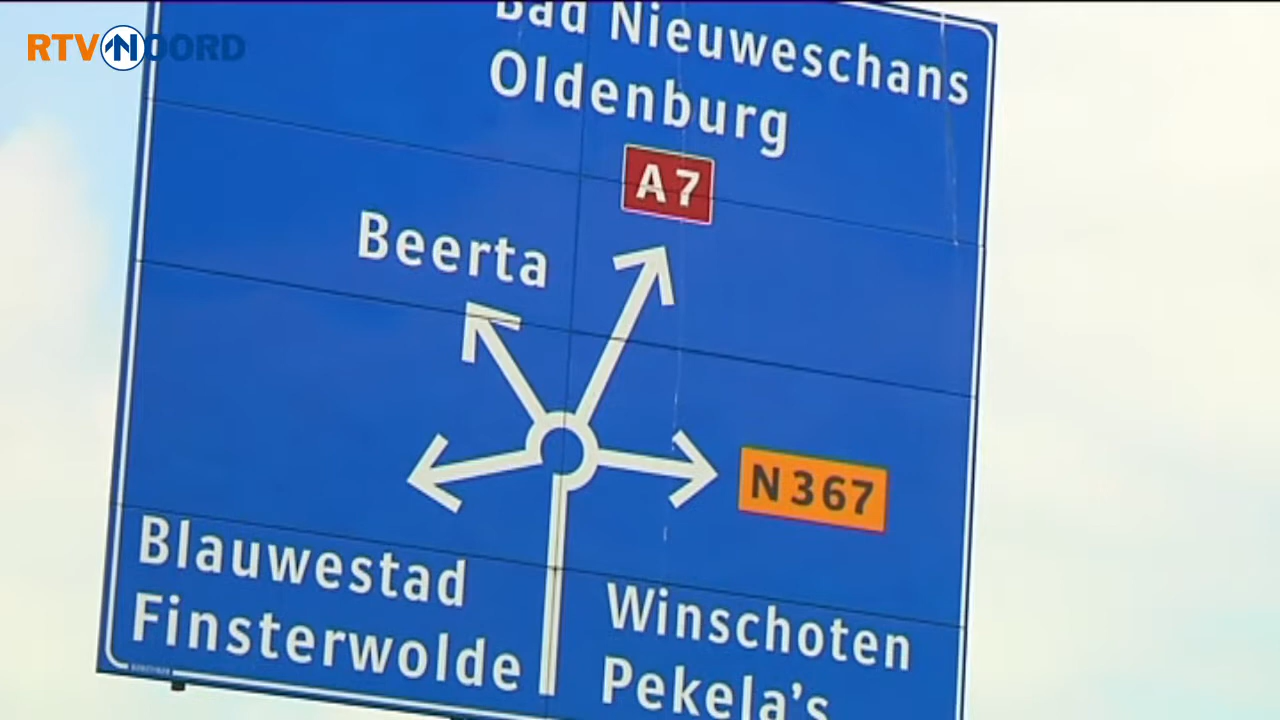 RTV NOORD
Bad Nieuweschans
Oldenburg
A7
Beerta
N 367
Blauwestad
Finsterwolde
Winschoten
Pekela's